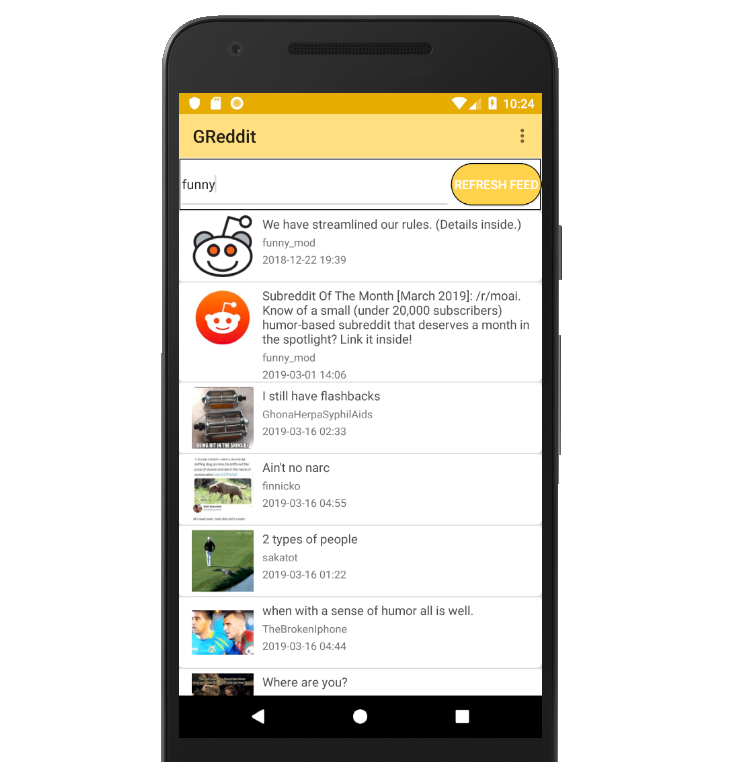 10:24
GReddit
funny
REFRESH FEED
We have streamlined our rules. (Details inside.)
funny_mod
2018-12-22 19:39
Subreddit Of The Month [March 2019]: /r/moai.
Know of a small (under 20,000 subscribers)
humor-based subreddit that deserves a month in
the spotlight? Link it inside!
funny_mod
2019-03-01 14:06
I still have flashbacks
GhonaHerpaSyphilAids
2019-03-16 02:33
BEING HIT IN THE SHINS BY
Ain't no narc
finnicko
2019-03-16 04:55
2 types of people
sakatot
2019-03-16 01:22
when with a sense of humor all is well.
TheBrokenIphone
2019-03-16 04:44
Where are you?